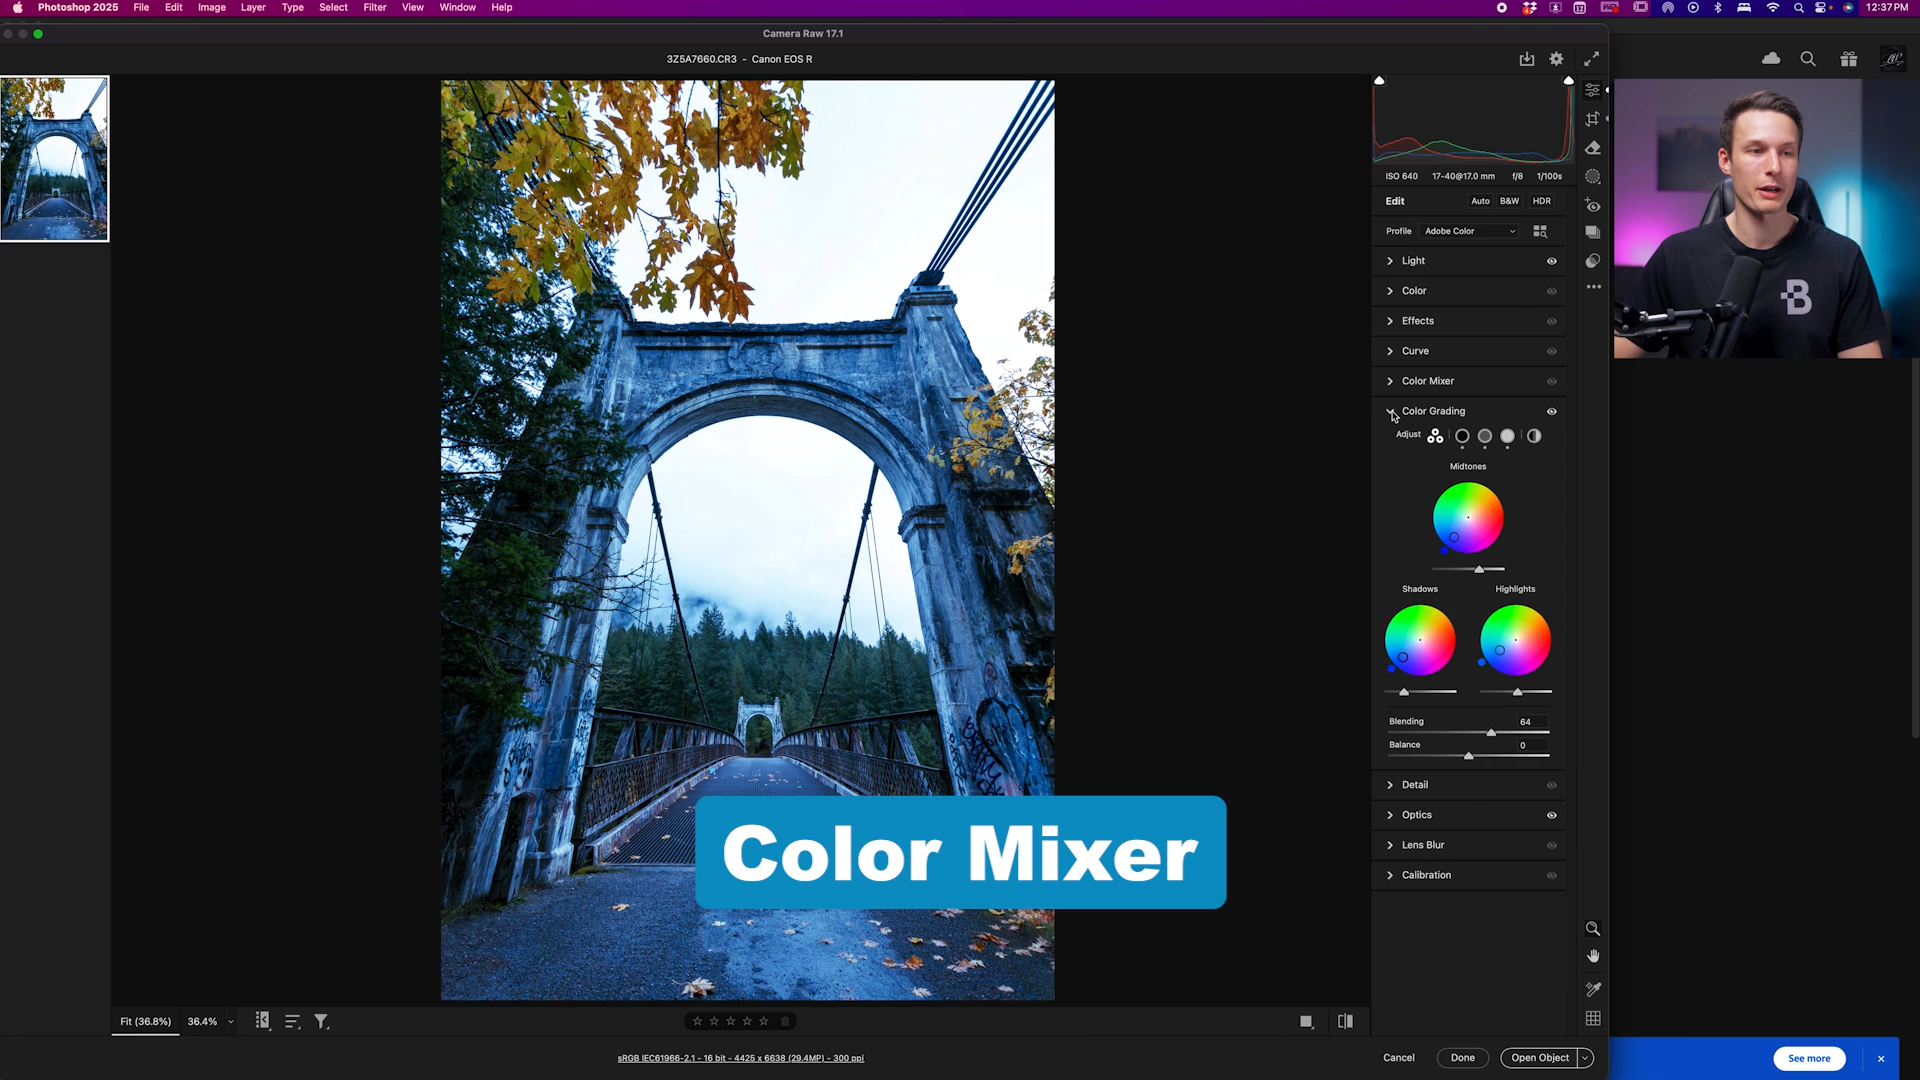 Photoshop 2025 File Edit Image Layer Type Select Filter View Window Help
12:37 PM
Camera Raw 17.1
3Z5A7660.CR3 - Canon EOS R
ISO 640 17-40@17.0 mm f/8 1/100s
Edit Auto B&W HDR
Profile Adobe Color
Light
Color
Effects
Curve
Color Mixer
Color Grading
Adjust
Midtones
Shadows Highlights
Blending 64
Balance 0
Detail
Optics
Lens Blur
Calibration
Color Mixer
Fit (36.8%) 36.4%
sRGB IEC61966-2.1 - 16 bit - 4425 x 6638 (29.4MP) - 300 ppi
Cancel Done Open Object
See more